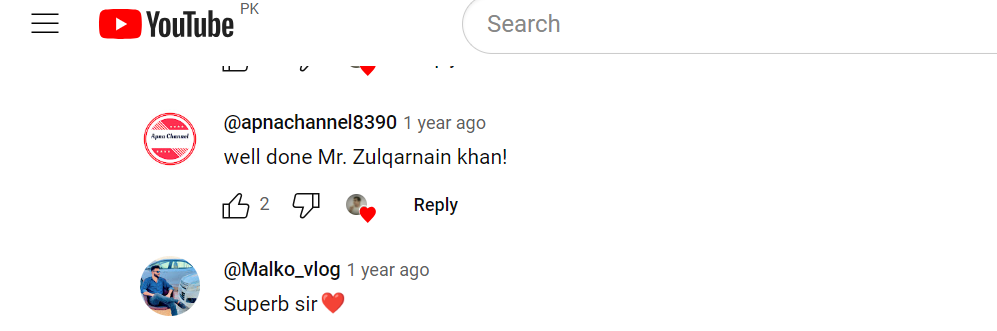 YouTube PK
Search
@apnachannel8390 1 year ago
Apna Channel
well done Mr. Zulqarnain khan!
2
Reply
@Malko_vlog 1 year ago
Superb sir❤️